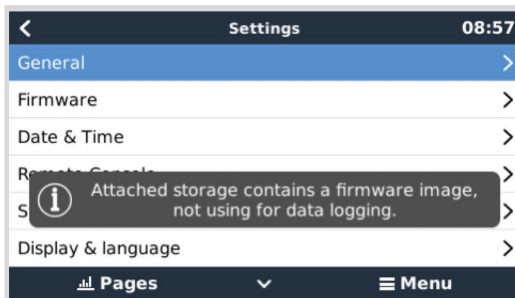 Settings
08:57
General
Firmware
Date & Time
Attached storage contains a firmware image,
not using for data logging.
S
Display & language
Pages
Menu